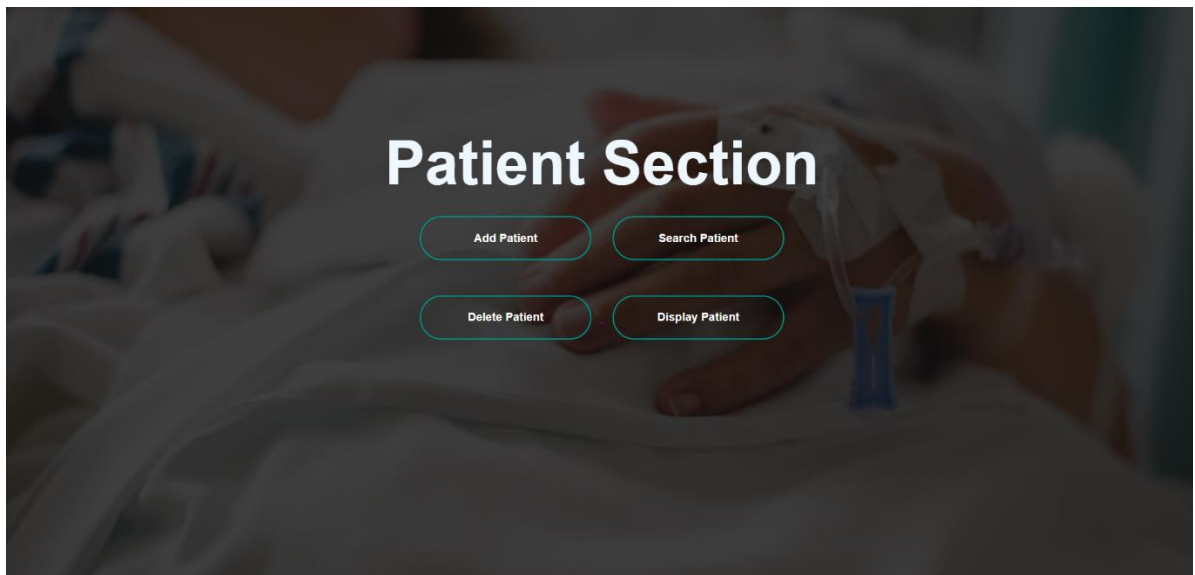 Patient Section
Add Patient
Search Patient
Delete Patient
Display Patient